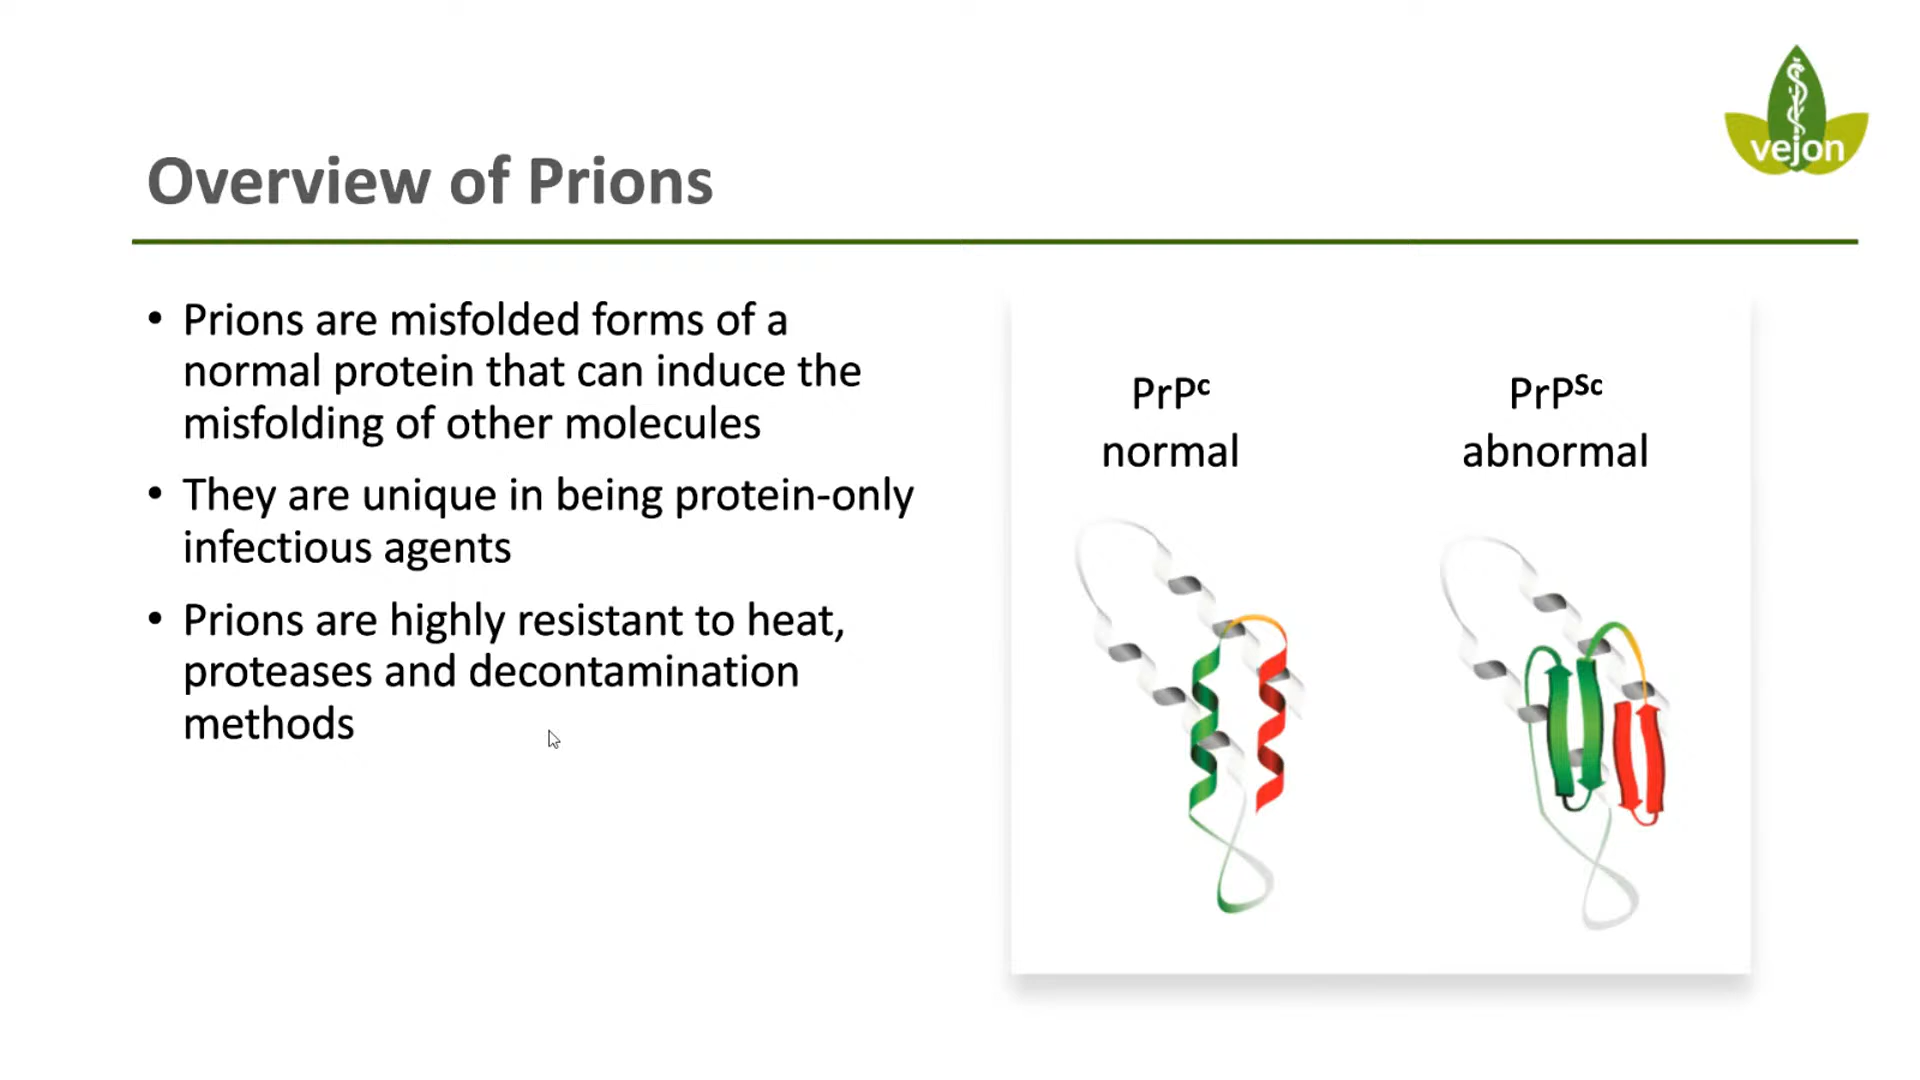 vejon
Overview of Prions
• Prions are misfolded forms of a
normal protein that can induce the
misfolding of other molecules
• They are unique in being protein-only
infectious agents
• Prions are highly resistant to heat,
proteases and decontamination
methods
PrPᶜ
normal
PrPSc
abnormal